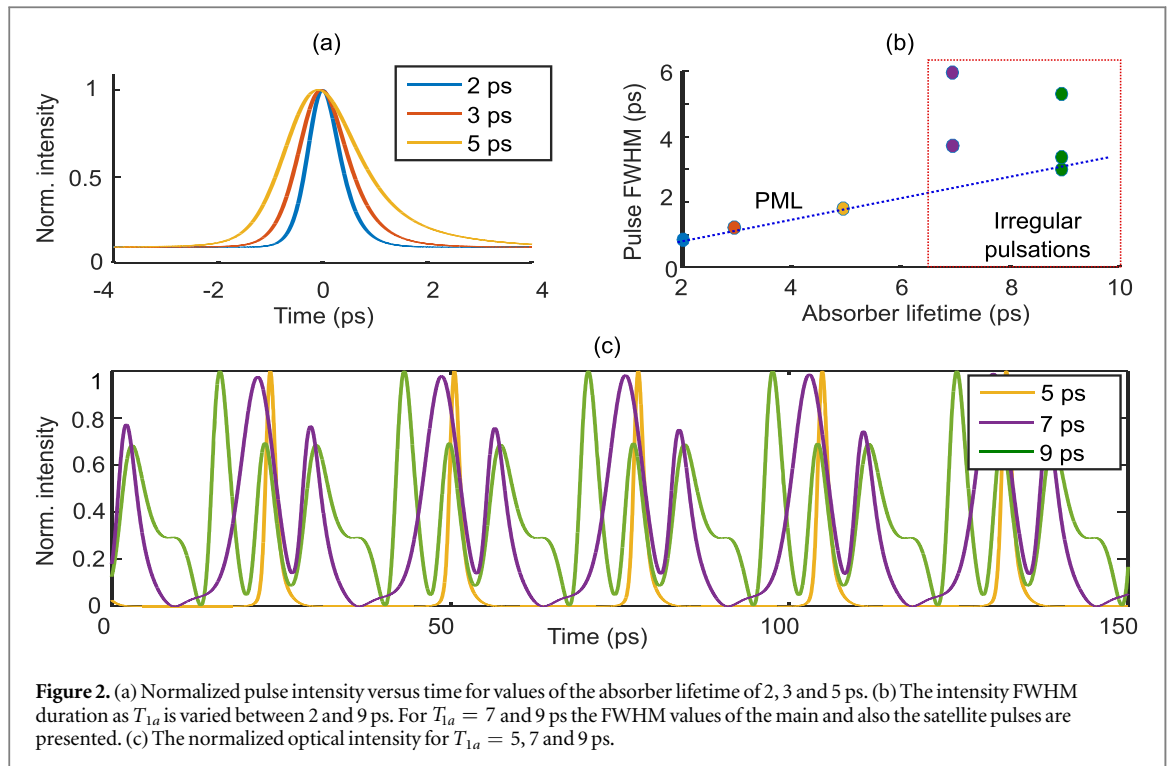 (a)
Norm. intensity
1
0.5
0
-4
-2
0
2
4
Time (ps)
2 ps
3 ps
5 ps
(b)
Pulse FWHM (ps)
6
4
2
0
2
4
6
8
10
Absorber lifetime (ps)
PML
Irregular
pulsations
(c)
Norm. intensity
1
0.8
0.6
0.4
0.2
0
0
50
100
150
Time (ps)
5 ps
7 ps
9 ps
Figure 2. (a) Normalized pulse intensity versus time for values of the absorber lifetime of 2, 3 and 5 ps. (b) The intensity FWHM
duration as T1a is varied between 2 and 9 ps. For T1a = 7 and 9 ps the FWHM values of the main and also the satellite pulses are
presented. (c) The normalized optical intensity for T1a = 5, 7 and 9 ps.